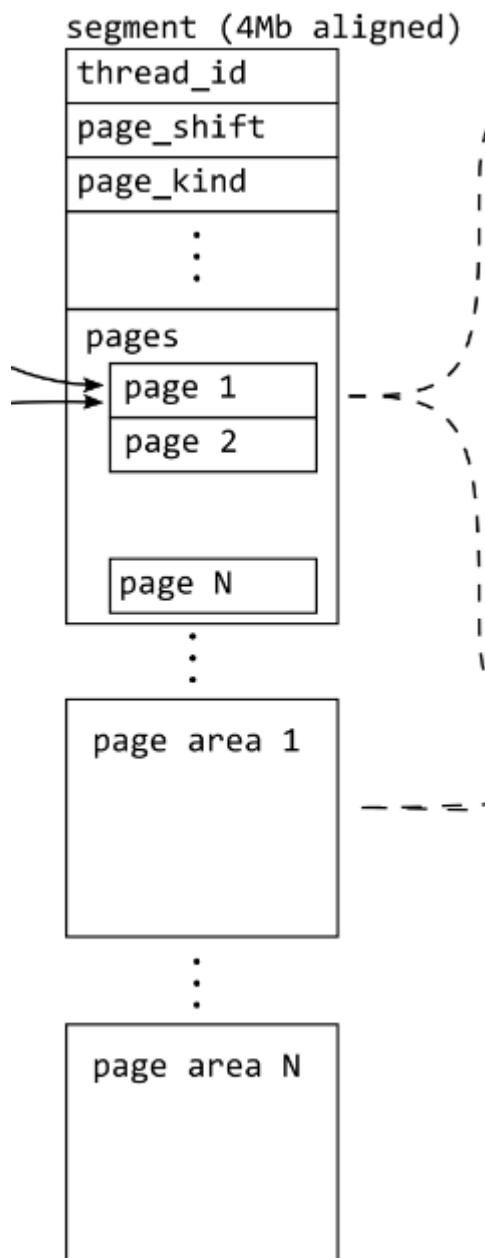 segment (4Mb aligned)
thread_id
page_shift
page_kind
pages
page 1
page 2
page N
page area 1
page area N